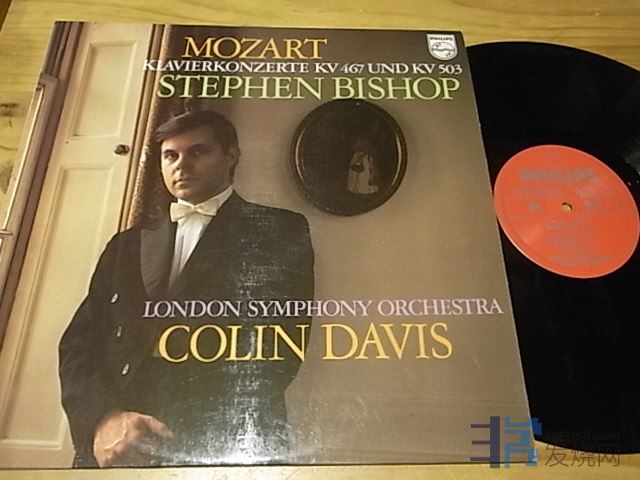 MOZART
PHILIPS
KLAVIERKONZERTE KV 467 UND KV 503
STEPHEN BISHOP
LONDON SYMPHONY ORCHESTRA
COLIN DAVIS
PHILIPS
发烧网